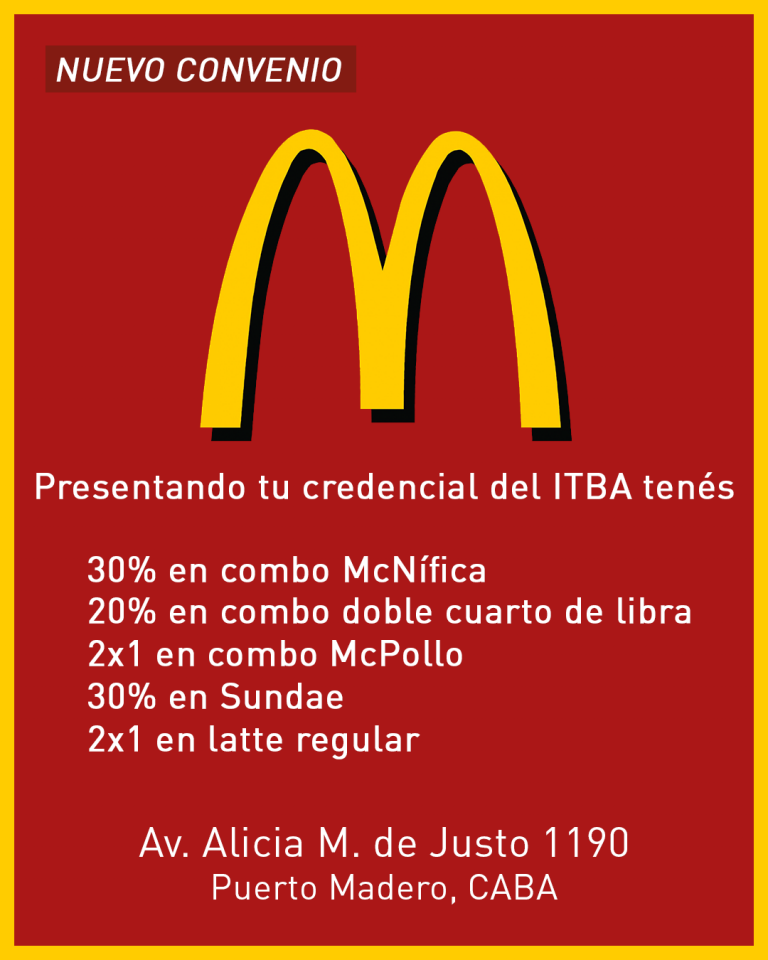 NUEVO CONVENIO
Presentando tu credencial del ITBA tenés
30% en combo McNífica
20% en combo doble cuarto de libra
2x1 en combo McPollo
30% en Sundae
2x1 en latte regular
Av. Alicia M. de Justo 1190
Puerto Madero, CABA